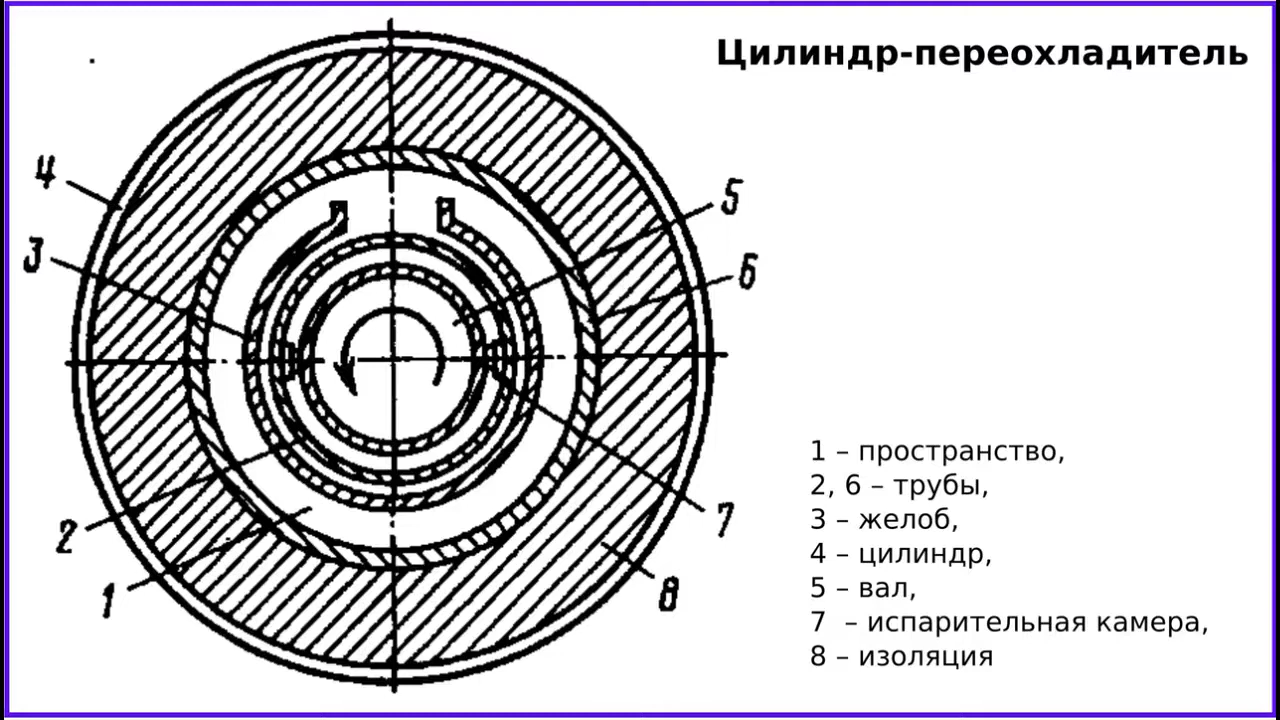 Цилиндр-переохладитель
4
3
2
1
5
6
7
8
1 – пространство,
2, 6 – трубы,
3 – желоб,
4 – цилиндр,
5 – вал,
7 – испарительная камера,
8 – изоляция